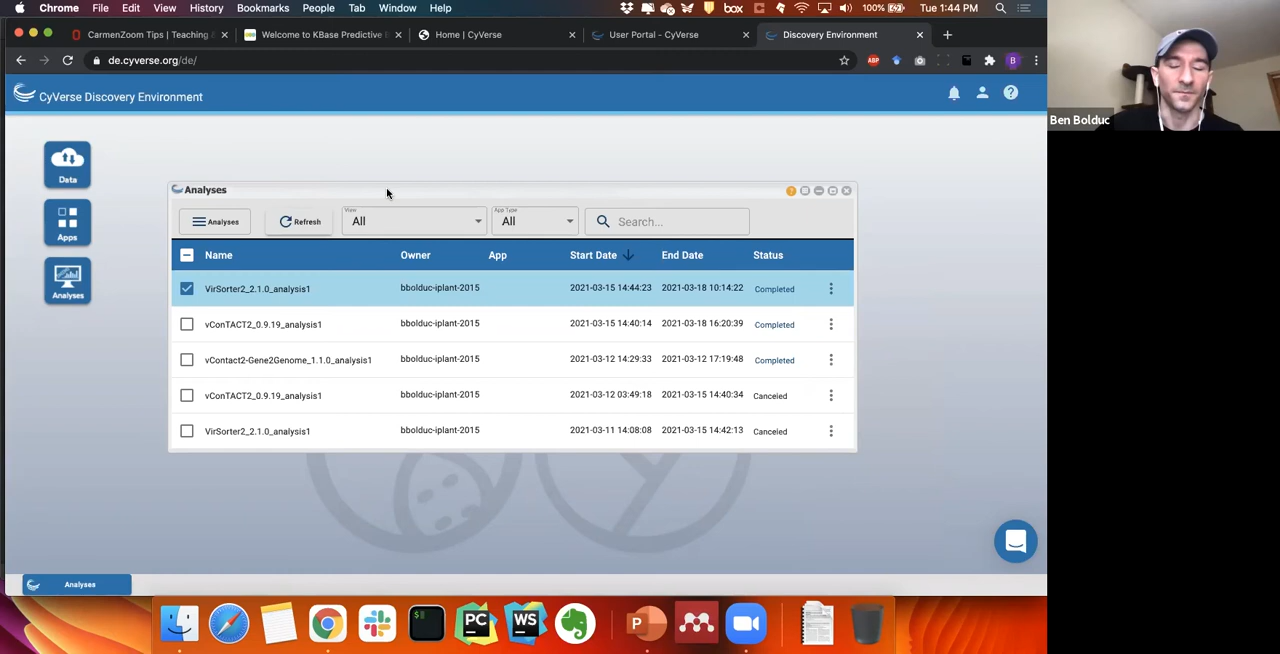 Chrome File Edit View History Bookmarks People Tab Window Help
box 100% Tue 1:44 PM
CarmenZoom Tips | Teaching &
Welcome to KBase Predictive B
Home | CyVerse
User Portal - CyVerse
Discovery Environment
de.cyverse.org/de/
ABP B
CyVerse Discovery Environment
Data
Apps
Analyses
Analyses
Analyses Refresh
View
All
App Type
All
Search...
Name Owner App Start Date End Date Status
VirSorter2_2.1.0_analysis1 bbolduc-iplant-2015 2021-03-15 14:44:23 2021-03-18 10:14:22 Completed
vConTACT2_0.9.19_analysis1 bbolduc-iplant-2015 2021-03-15 14:40:14 2021-03-18 16:20:39 Completed
vContact2-Gene2Genome_1.1.0_analysis1 bbolduc-iplant-2015 2021-03-12 14:29:33 2021-03-12 17:19:48 Completed
vConTACT2_0.9.19_analysis1 bbolduc-iplant-2015 2021-03-12 03:49:18 2021-03-15 14:40:34 Canceled
VirSorter2_2.1.0_analysis1 bbolduc-iplant-2015 2021-03-11 14:08:08 2021-03-15 14:42:13 Canceled
Analyses
PC WS P
Ben Bolduc